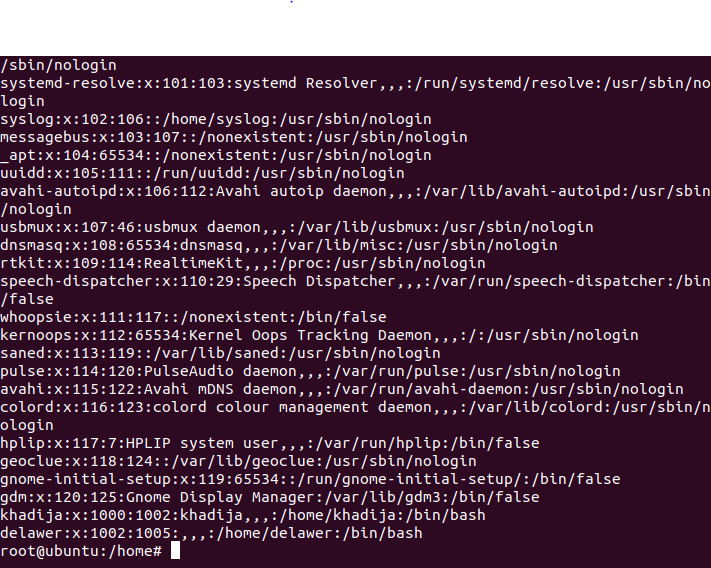 /sbin/nologin
systemd-resolve:x:101:103:systemd Resolver,,,:/run/systemd/resolve:/usr/sbin/no
login
syslog:x:102:106::/home/syslog:/usr/sbin/nologin
messagebus:x:103:107::/nonexistent:/usr/sbin/nologin
_apt:x:104:65534::/nonexistent:/usr/sbin/nologin
uuidd:x:105:111::/run/uuidd:/usr/sbin/nologin
avahi-autoipd:x:106:112:Avahi autoip daemon,,,:/var/lib/avahi-autoipd:/usr/sbin
/nologin
usbmux:x:107:46:usbmux daemon,,,:/var/lib/usbmux:/usr/sbin/nologin
dnsmasq:x:108:65534:dnsmasq,,,:/var/lib/misc:/usr/sbin/nologin
rtkit:x:109:114:RealtimeKit,,,:/proc:/usr/sbin/nologin
speech-dispatcher:x:110:29:Speech Dispatcher,,,:/var/run/speech-dispatcher:/bin
/false
whoopsie:x:111:117::/nonexistent:/bin/false
kernoops:x:112:65534:Kernel Oops Tracking Daemon,,,:/:/usr/sbin/nologin
saned:x:113:119::/var/lib/saned:/usr/sbin/nologin
pulse:x:114:120:PulseAudio daemon,,,:/var/run/pulse:/usr/sbin/nologin
avahi:x:115:122:Avahi mDNS daemon,,,:/var/run/avahi-daemon:/usr/sbin/nologin
colord:x:116:123:colord colour management daemon,,,:/var/lib/colord:/usr/sbin/n
ologin
hplip:x:117:7:HPLIP system user,,,:/var/run/hplip:/bin/false
geoclue:x:118:124::/var/lib/geoclue:/usr/sbin/nologin
gnome-initial-setup:x:119:65534::/run/gnome-initial-setup/:/bin/false
gdm:x:120:125:Gnome Display Manager:/var/lib/gdm3:/bin/false
khadija:x:1000:1002:khadija,,,:/home/khadija:/bin/bash
delawer:x:1002:1005:,,,:/home/delawer:/bin/bash
root@ubuntu:/home#